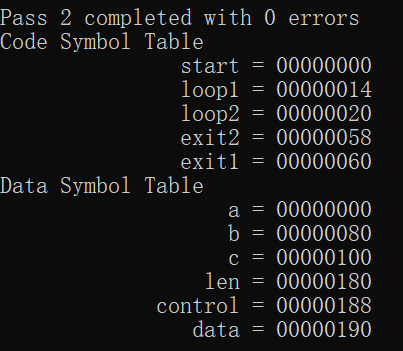 Pass 2 completed with 0 errors
Code Symbol Table
start = 00000000
loop1 = 00000014
loop2 = 00000020
exit2 = 00000058
exit1 = 00000060
Data Symbol Table
a = 00000000
b = 00000080
c = 00000100
len = 00000180
control = 00000188
data = 00000190